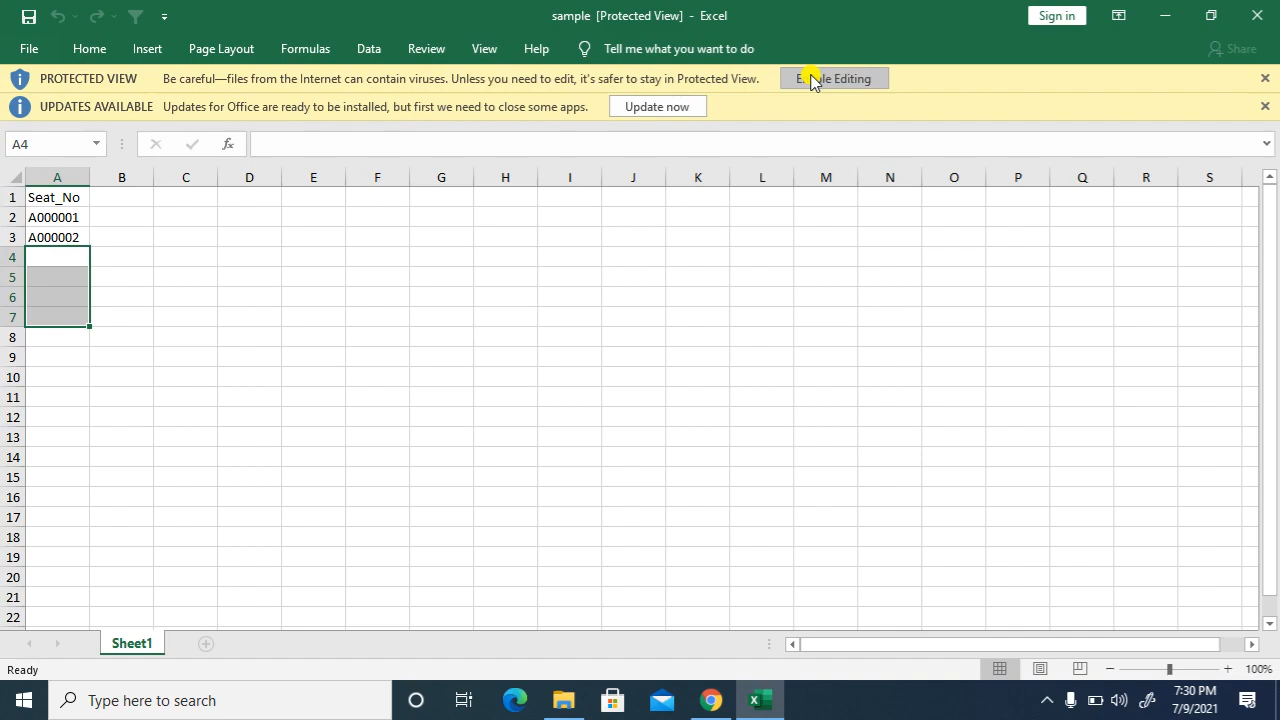 sample [Protected View] - Excel
Sign in
File Home Insert Page Layout Formulas Data Review View Help Tell me what you want to do Share
PROTECTED VIEW Be careful—files from the Internet can contain viruses. Unless you need to edit, it's safer to stay in Protected View. Editing
UPDATES AVAILABLE Updates for Office are ready to be installed, but first we need to close some apps. Update now
A4 fx
A B C D E F G H I J K L M N O P Q R S
1 Seat_No
2 A000001
3 A000002
4
5
6
7
8
9
10
11
12
13
14
15
16
17
18
19
20
21
22
Sheet1
Ready 100%
Type here to search
7:30 PM
7/9/2021